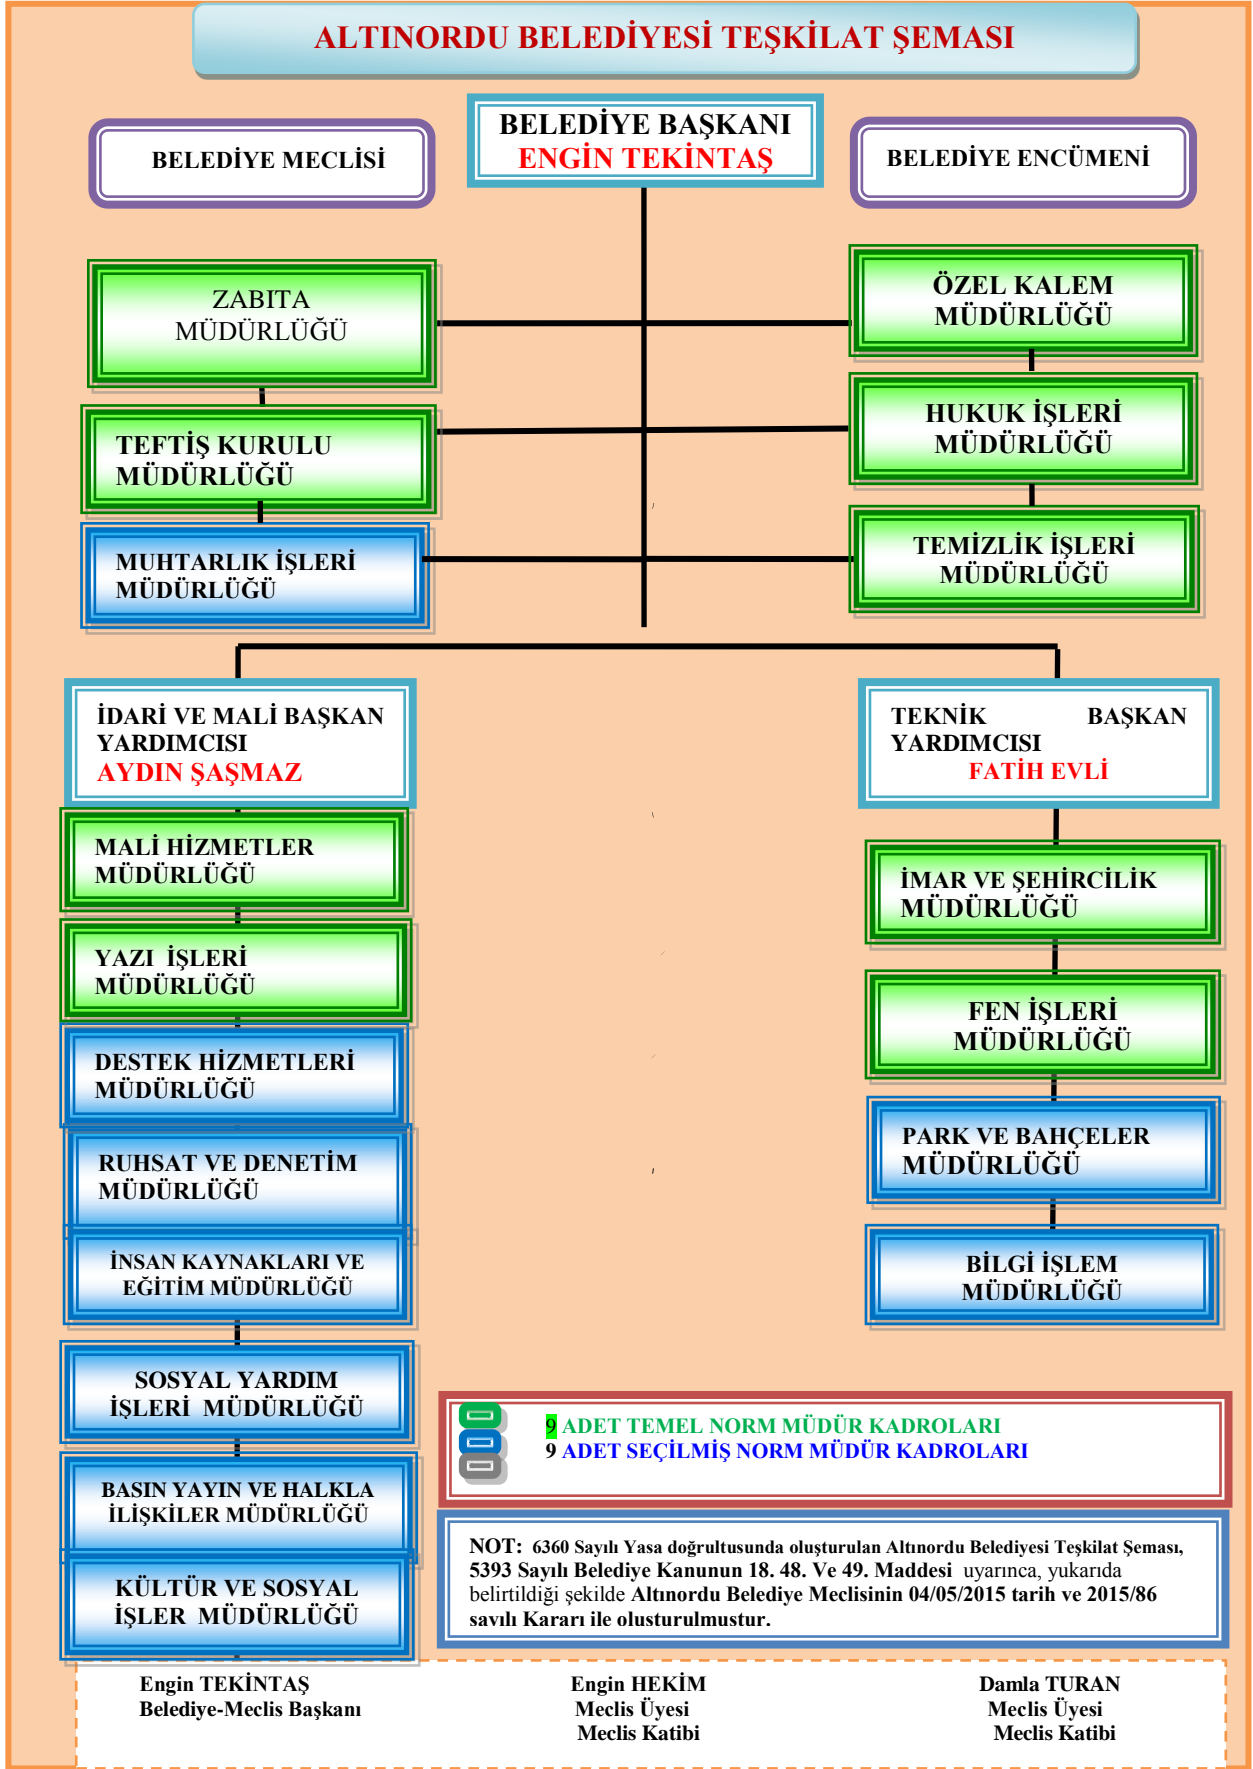 ALTINORDU BELEDİYESİ TEŞKİLAT ŞEMASI
BELEDİYE MECLİSİ
BELEDİYE BAŞKANI
ENGİN TEKİNTAŞ
BELEDİYE ENCÜMENİ
ZABITA
MÜDÜRLÜĞÜ
ÖZEL KALEM
MÜDÜRLÜĞÜ
TEFTİŞ KURULU
MÜDÜRLÜĞÜ
HUKUK İŞLERİ
MÜDÜRLÜĞÜ
MUHTARLIK İŞLERİ
MÜDÜRLÜĞÜ
TEMİZLİK İŞLERİ
MÜDÜRLÜĞÜ
İDARİ VE MALİ BAŞKAN
YARDIMCISI
AYDIN ŞAŞMAZ
TEKNİK BAŞKAN
YARDIMCISI
FATİH EVLİ
MALİ HİZMETLER
MÜDÜRLÜĞÜ
YAZI İŞLERİ
MÜDÜRLÜĞÜ
DESTEK HİZMETLERİ
MÜDÜRLÜĞÜ
RUHSAT VE DENETİM
MÜDÜRLÜĞÜ
İNSAN KAYNAKLARI VE
EĞİTİM MÜDÜRLÜĞÜ
SOSYAL YARDIM
İŞLERİ MÜDÜRLÜĞÜ
BASIN YAYIN VE HALKLA
İLİŞKİLER MÜDÜRLÜĞÜ
KÜLTÜR VE SOSYAL
İŞLER MÜDÜRLÜĞÜ
İMAR VE ŞEHİRCİLİK
MÜDÜRLÜĞÜ
FEN İŞLERİ
MÜDÜRLÜĞÜ
PARK VE BAHÇELER
MÜDÜRLÜĞÜ
BİLGİ İŞLEM
MÜDÜRLÜĞÜ
9 ADET TEMEL NORM MÜDÜR KADROLARI
9 ADET SEÇİLMİŞ NORM MÜDÜR KADROLARI
NOT: 6360 Sayılı Yasa doğrultusunda oluşturulan Altınordu Belediyesi Teşkilat Şeması,
5393 Sayılı Belediye Kanunun 18. 48. Ve 49. Maddesi uyarınca, yukarıda
belirtildiği şekilde Altınordu Belediye Meclisinin 04/05/2015 tarih ve 2015/86
sayılı Kararı ile oluşturulmuştur.
Engin TEKİNTAŞ
Belediye-Meclis Başkanı
Engin HEKİM
Meclis Üyesi
Meclis Katibi
Damla TURAN
Meclis Üyesi
Meclis Katibi